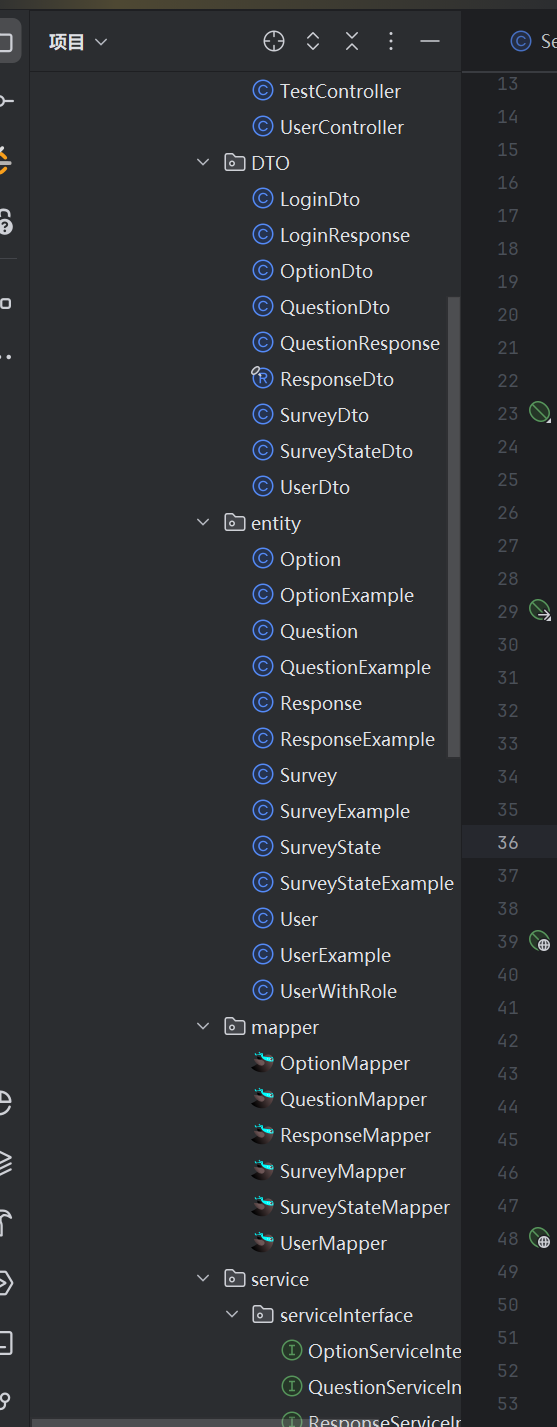 项目
Se
TestController
UserController
DTO
LoginDto
LoginResponse
OptionDto
QuestionDto
QuestionResponse
ResponseDto
SurveyDto
SurveyStateDto
UserDto
entity
Option
OptionExample
Question
QuestionExample
Response
ResponseExample
Survey
SurveyExample
SurveyState
SurveyStateExample
User
UserExample
UserWithRole
mapper
OptionMapper
QuestionMapper
ResponseMapper
SurveyMapper
SurveyStateMapper
UserMapper
service
serviceInterface
OptionServiceInte
QuestionServiceIn
ResponseServiceIn
13
14
15
16
17
18
19
20
21
22
23
24
25
26
27
28
29
30
31
32
33
34
35
36
37
38
39
40
41
42
43
44
45
46
47
48
49
50
51
52
53